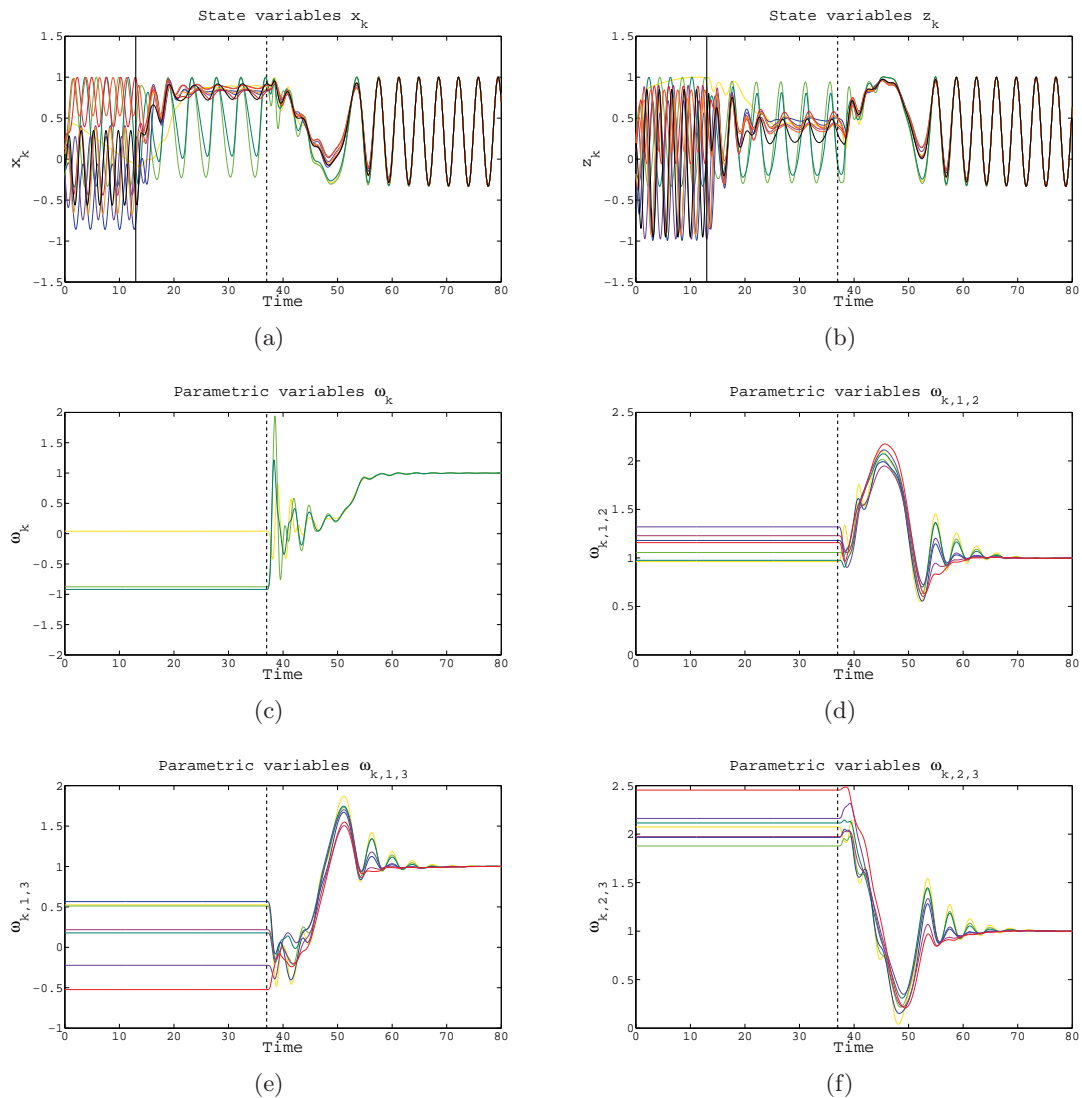 State variables x_k
State variables z_k
1.5
1
0.5
0
-0.5
-1
-1.5
x_k
0 10 20 30 40 50 60 70 80
Time
1.5
1
0.5
0
-0.5
-1
-1.5
z_k
0 10 20 30 40 50 60 70 80
Time
(a)
(b)
Parametric variables ω_k
Parametric variables ω_{k,1,2}
2
1.5
1
0.5
0
-0.5
-1
-1.5
-2
ω_k
0 10 20 30 40 50 60 70 80
Time
2.5
2
1.5
1
0.5
0
ω_{k,1,2}
0 10 20 30 40 50 60 70 80
Time
(c)
(d)
Parametric variables ω_{k,1,3}
Parametric variables ω_{k,2,3}
2
1.5
1
0.5
0
-0.5
-1
ω_{k,1,3}
0 10 20 30 40 50 60 70 80
Time
2.5
2
1.5
1
0.5
0
ω_{k,2,3}
0 10 20 30 40 50 60 70 80
Time
(e)
(f)